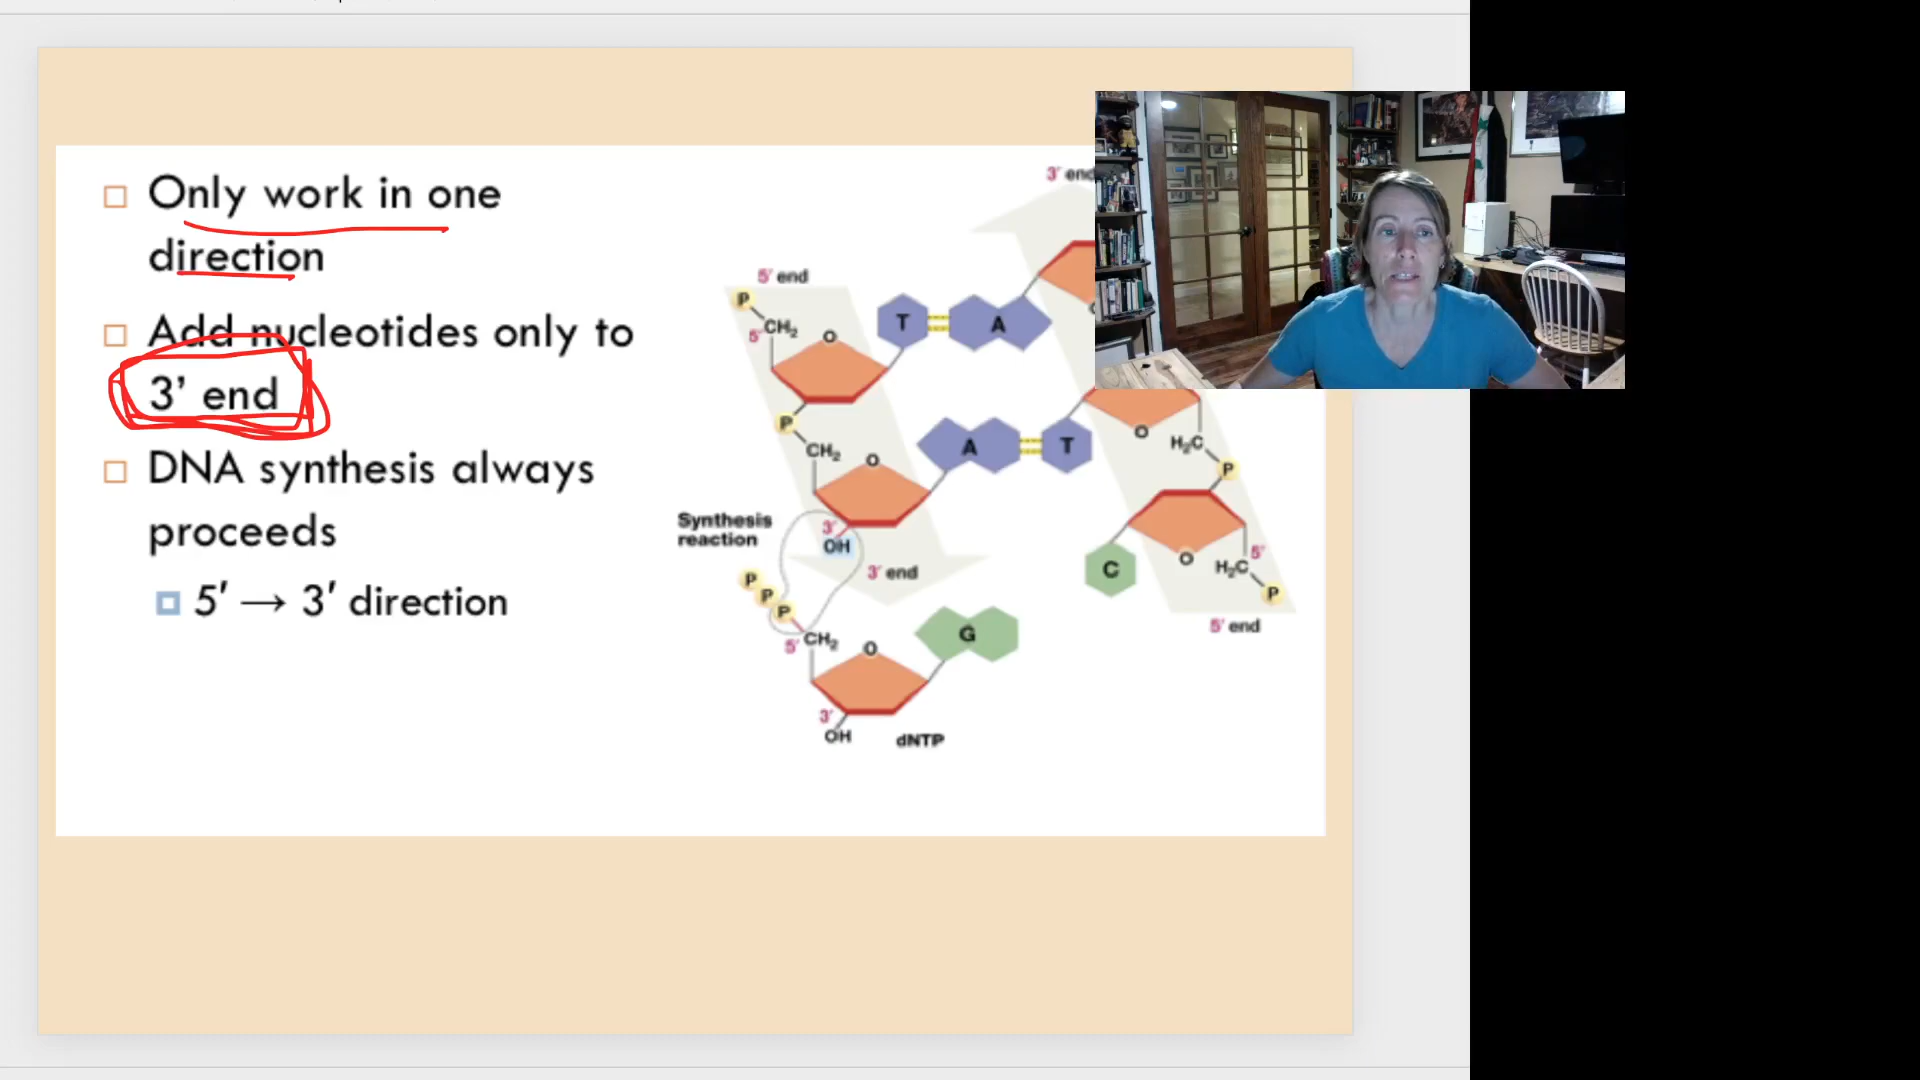 Only work in one
direction
Add nucleotides only to
3’ end
DNA synthesis always
proceeds
5′ → 3′ direction
3′ end
5′ end
P
5′ CH₂
O
T
A
P
CH₂
O
A
T
O
H₂C
P
Synthesis
reaction
3′
OH
3′ end
P
P
P
5′ CH₂
O
G
C
O
5′
H₂C
P
5′ end
3′
OH
dNTP